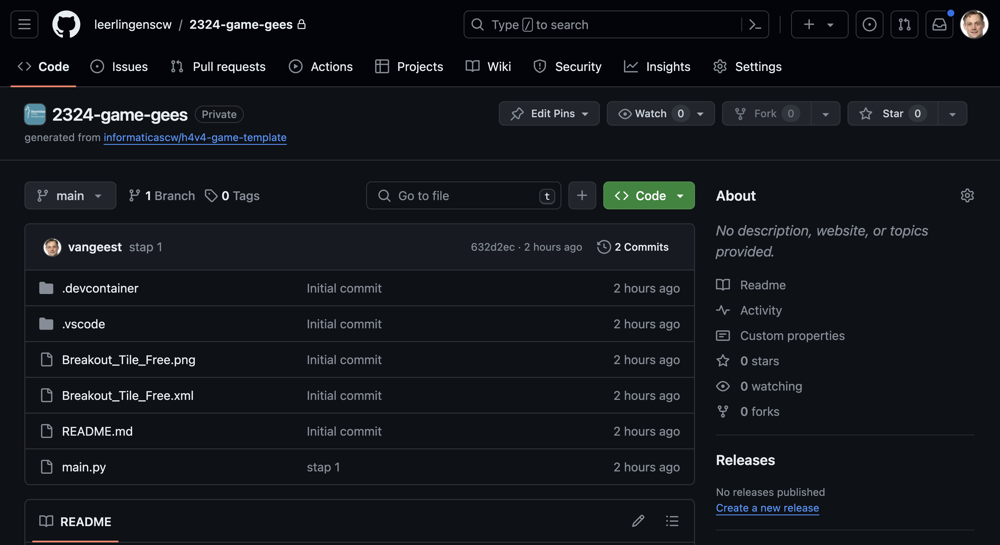 leerlingenscw / 2324-game-gees
Type / to search
Code Issues Pull requests Actions Projects Wiki Security Insights Settings
Stanislas
2324-game-gees Private
Edit Pins Watch 0 Fork 0 Star 0
generated from informaticascw/h4v4-game-template
main 1 Branch 0 Tags Go to file t + Code
vangeest stap 1 632d2ec · 2 hours ago 2 Commits
.devcontainer Initial commit 2 hours ago
.vscode Initial commit 2 hours ago
Breakout_Tile_Free.png Initial commit 2 hours ago
Breakout_Tile_Free.xml Initial commit 2 hours ago
README.md Initial commit 2 hours ago
main.py stap 1 2 hours ago
README
About
No description, website, or topics
provided.
Readme
Activity
Custom properties
0 stars
0 watching
0 forks
Releases
No releases published
Create a new release